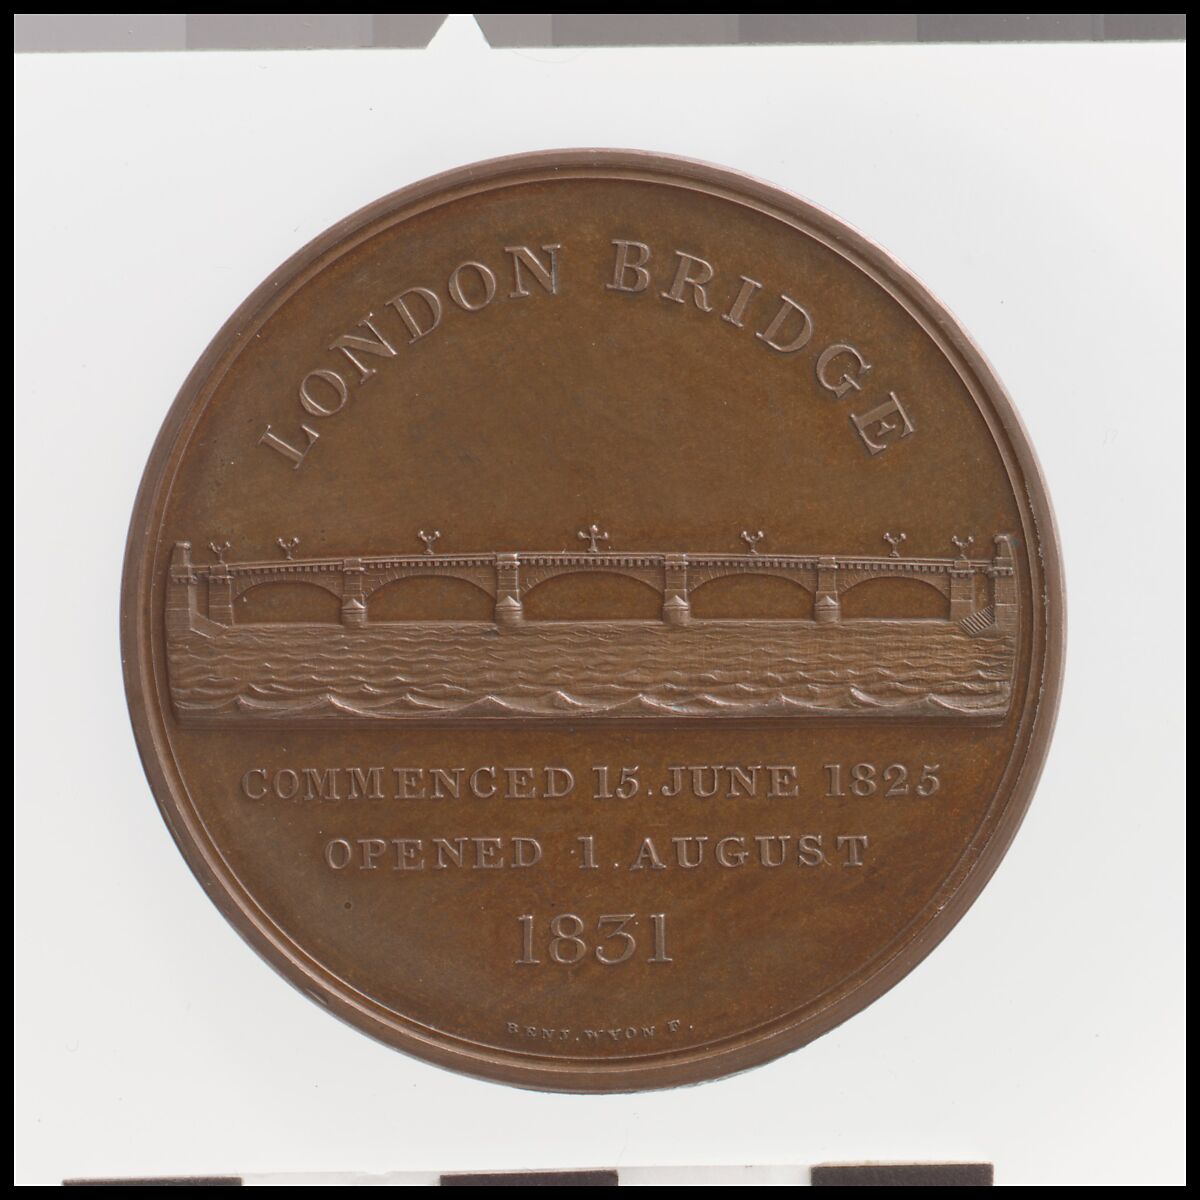 LONDON BRIDGE
COMMENCED 15. JUNE 1825
OPENED 1. AUGUST
1831
BENJ. WYON F.